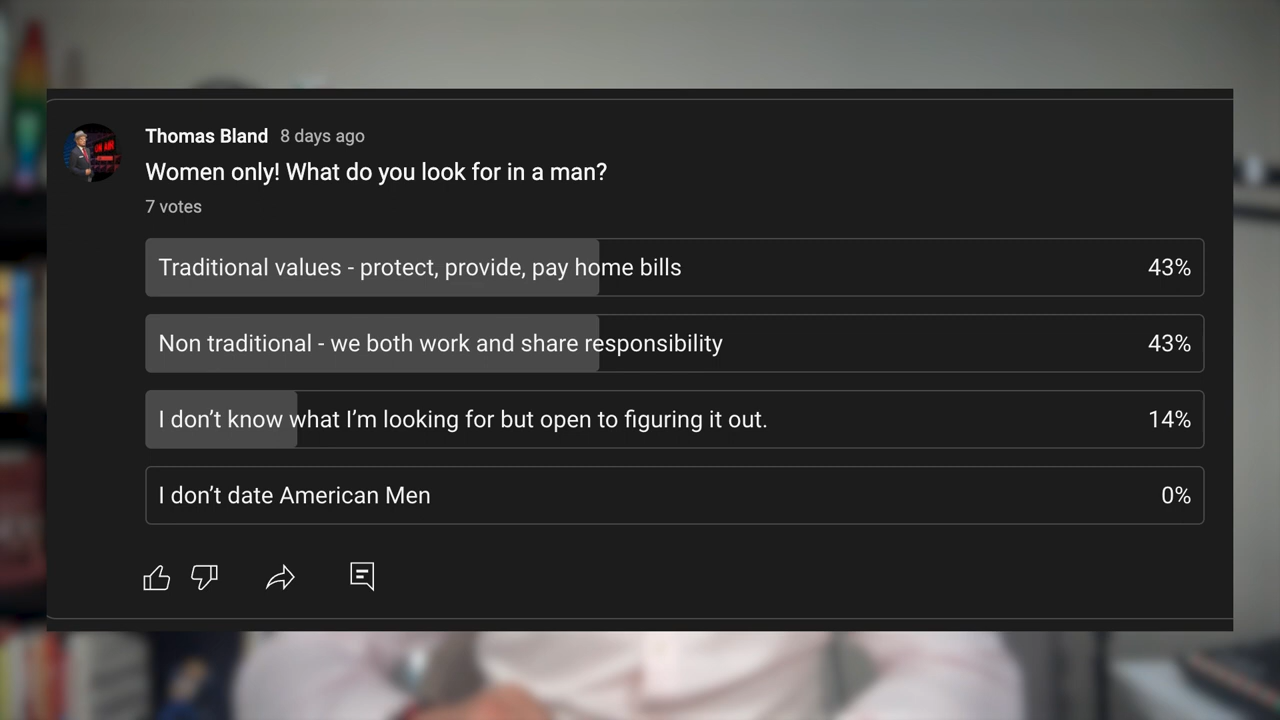 Thomas Bland 8 days ago
Women only! What do you look for in a man?
7 votes
Traditional values - protect, provide, pay home bills 43%
Non traditional - we both work and share responsibility 43%
I don’t know what I’m looking for but open to figuring it out. 14%
I don’t date American Men 0%
ON AIR